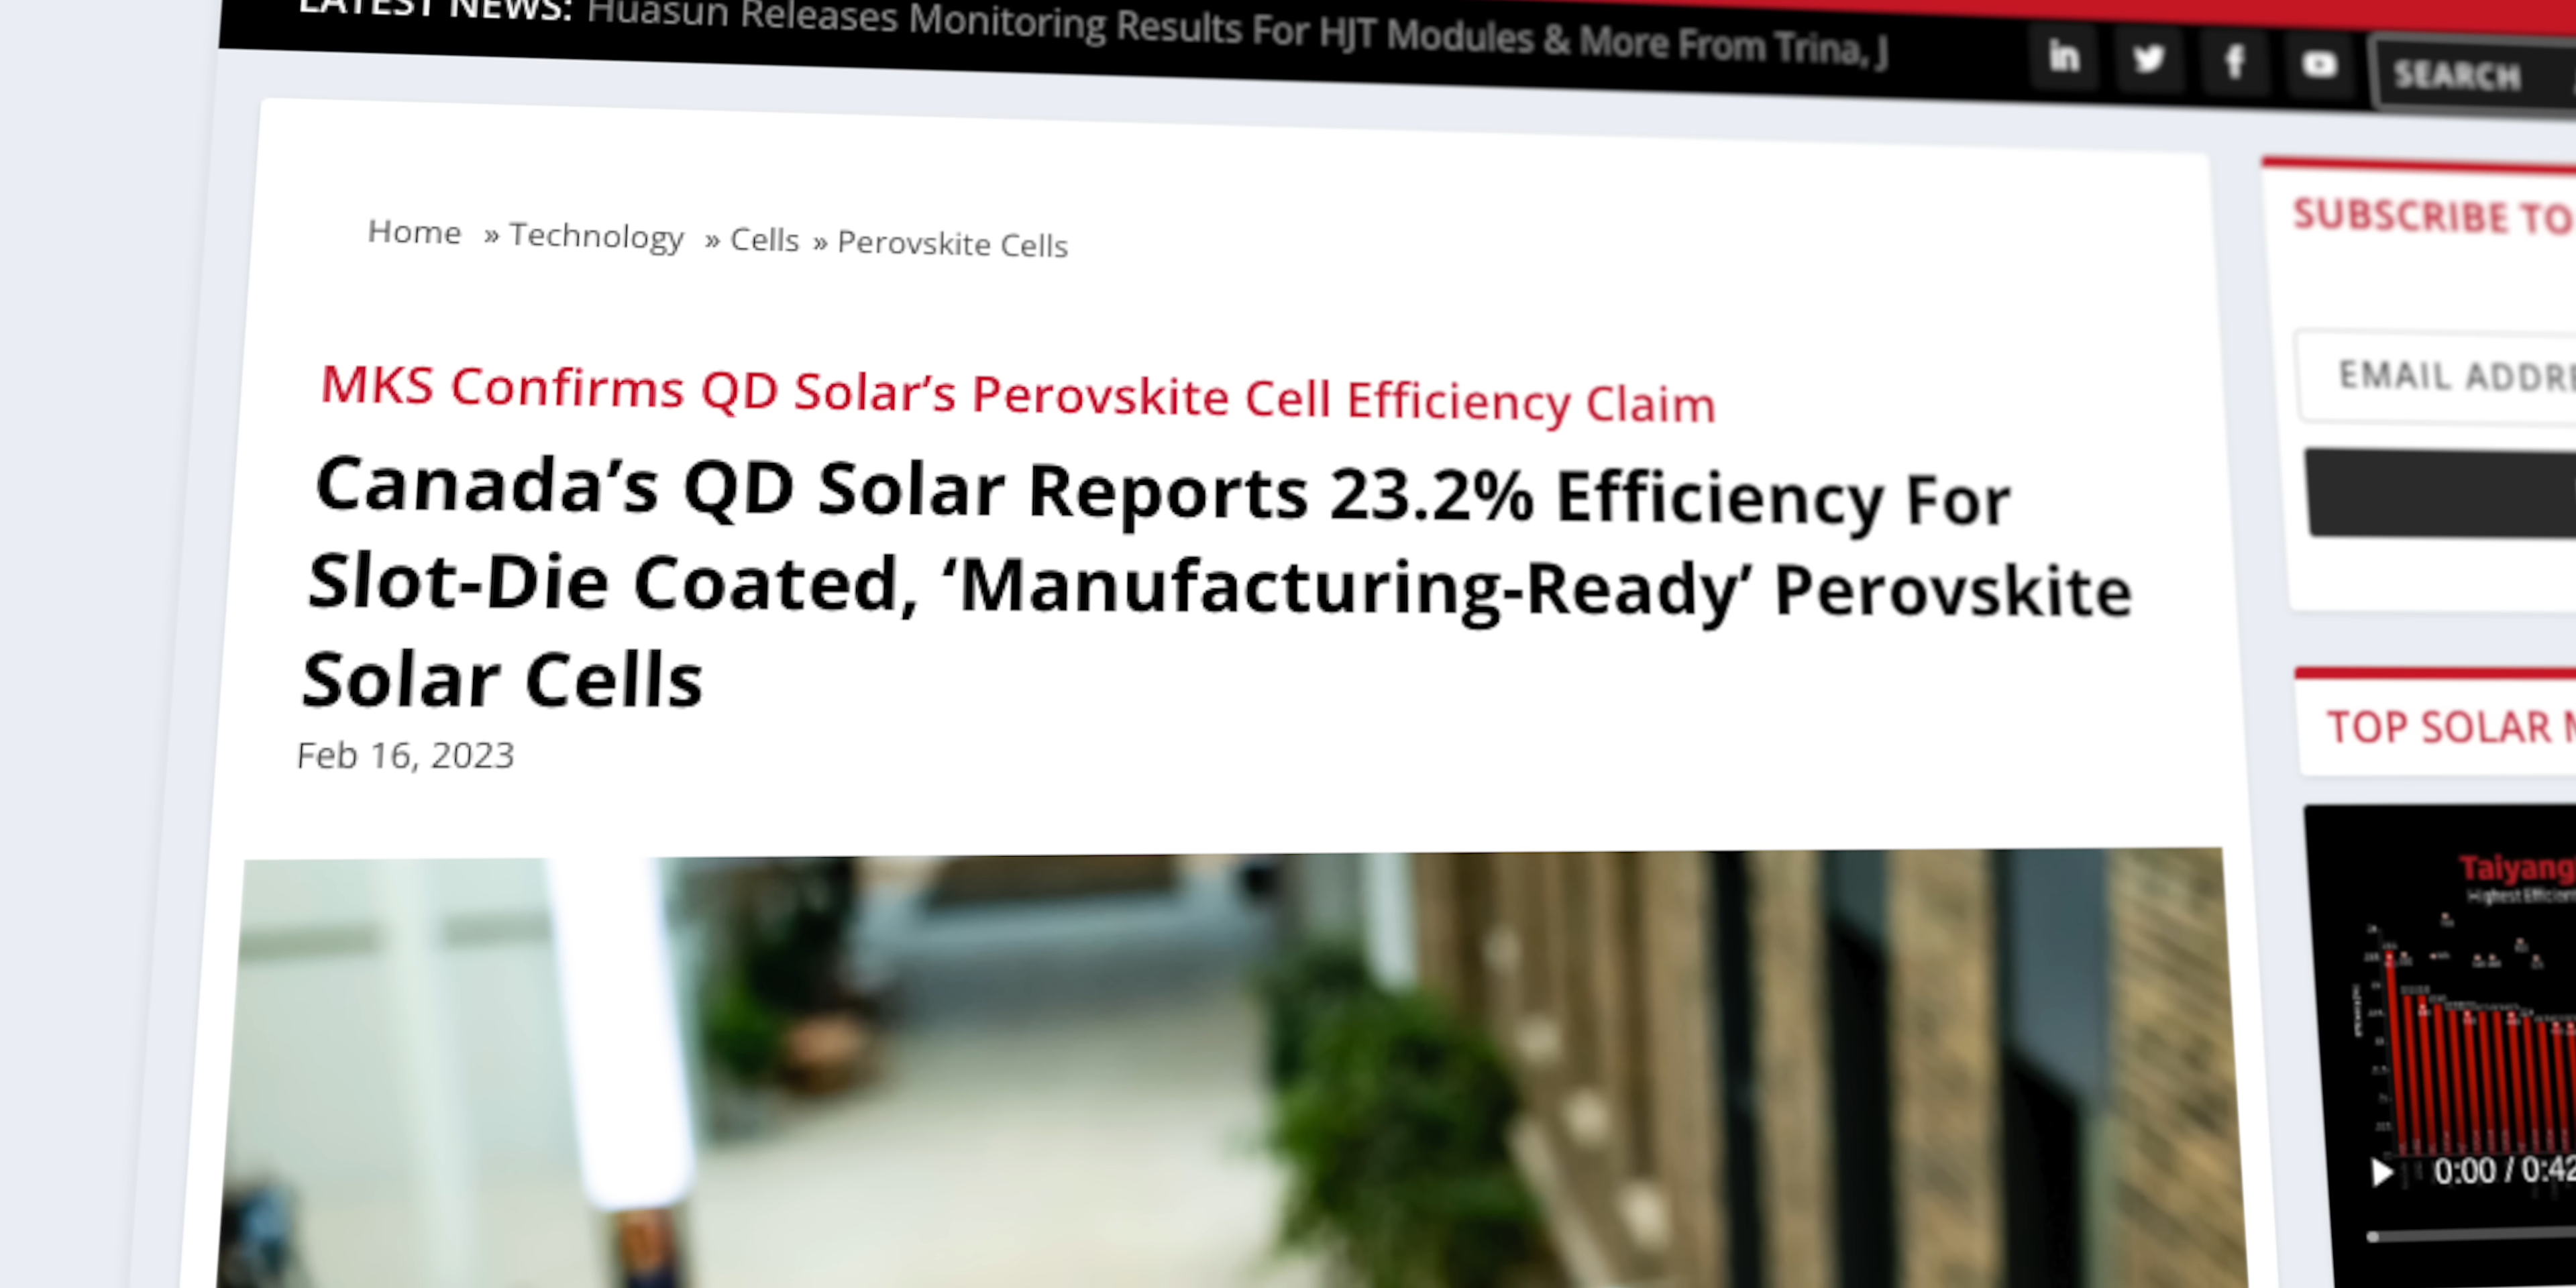 LATEST NEWS: Huasun Releases Monitoring Results For HJT Modules & More From Trina, J
SEARCH
Home » Technology » Cells » Perovskite Cells
SUBSCRIBE TO
EMAIL ADDRE
MKS Confirms QD Solar’s Perovskite Cell Efficiency Claim
Canada’s QD Solar Reports 23.2% Efficiency For
Slot-Die Coated, ‘Manufacturing-Ready’ Perovskite
Solar Cells
Feb 16, 2023
TOP SOLAR
Taiyang
0:00 / 0:42